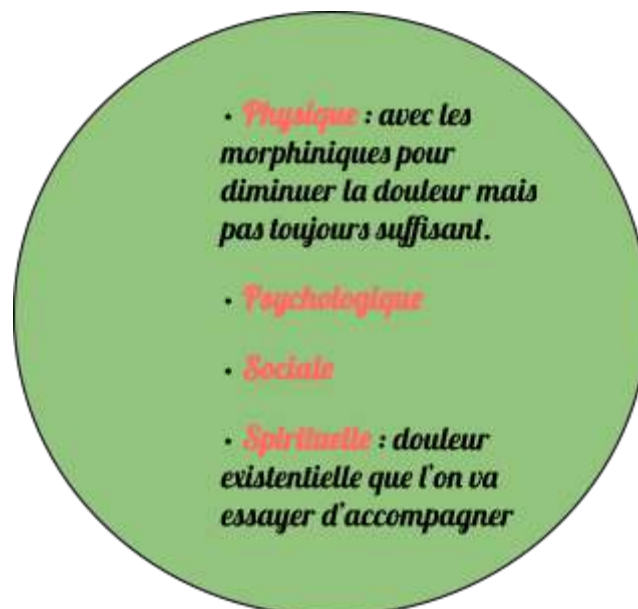 • Physique : avec les
morphiniques pour
diminuer la douleur mais
pas toujours suffisant.
• Psychologique
• Sociale
• Spirituelle : douleur
existentielle que l'on va
essayer d'accompagner